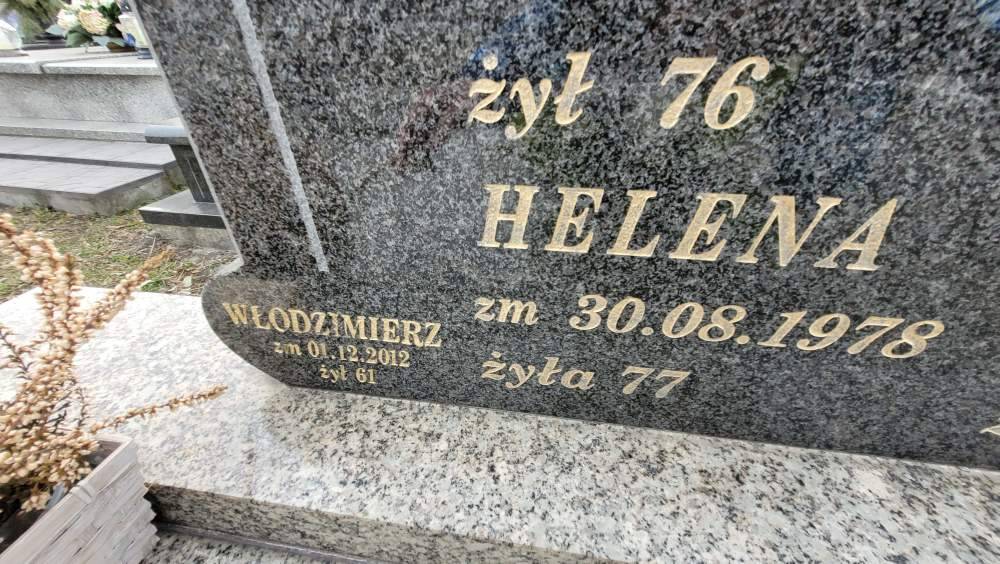 żył 76
HELENA
zm 30.08.1978
żyła 77
WŁODZIMIERZ
zm 01.12.2012
żył 61